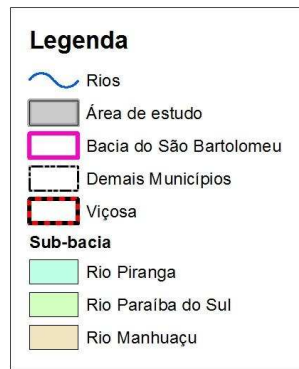 Legenda
Rios
Área de estudo
Bacia do São Bartolomeu
Demais Municípios
Viçosa
Sub-bacia
Rio Piranga
Rio Paraíba do Sul
Rio Manhuaçu